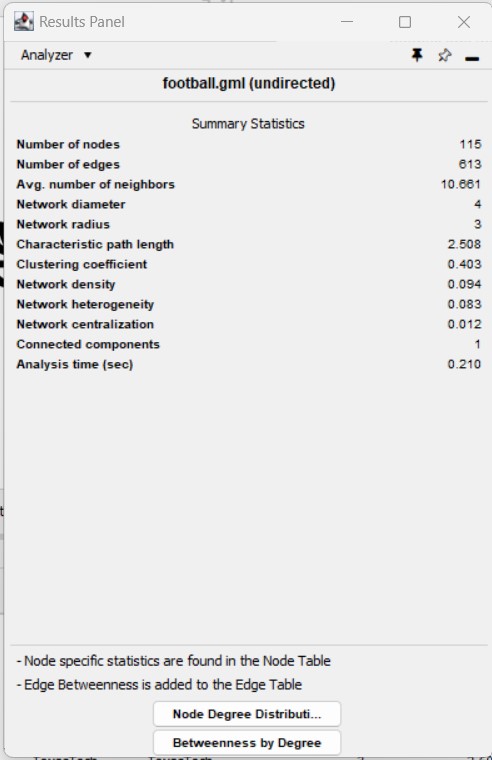 Results Panel
Analyzer
football.gml (undirected)
Summary Statistics
Number of nodes 115
Number of edges 613
Avg. number of neighbors 10.661
Network diameter 4
Network radius 3
Characteristic path length 2.508
Clustering coefficient 0.403
Network density 0.094
Network heterogeneity 0.083
Network centralization 0.012
Connected components 1
Analysis time (sec) 0.210
- Node specific statistics are found in the Node Table
- Edge Betweenness is added to the Edge Table
Node Degree Distributi...
Betweenness by Degree